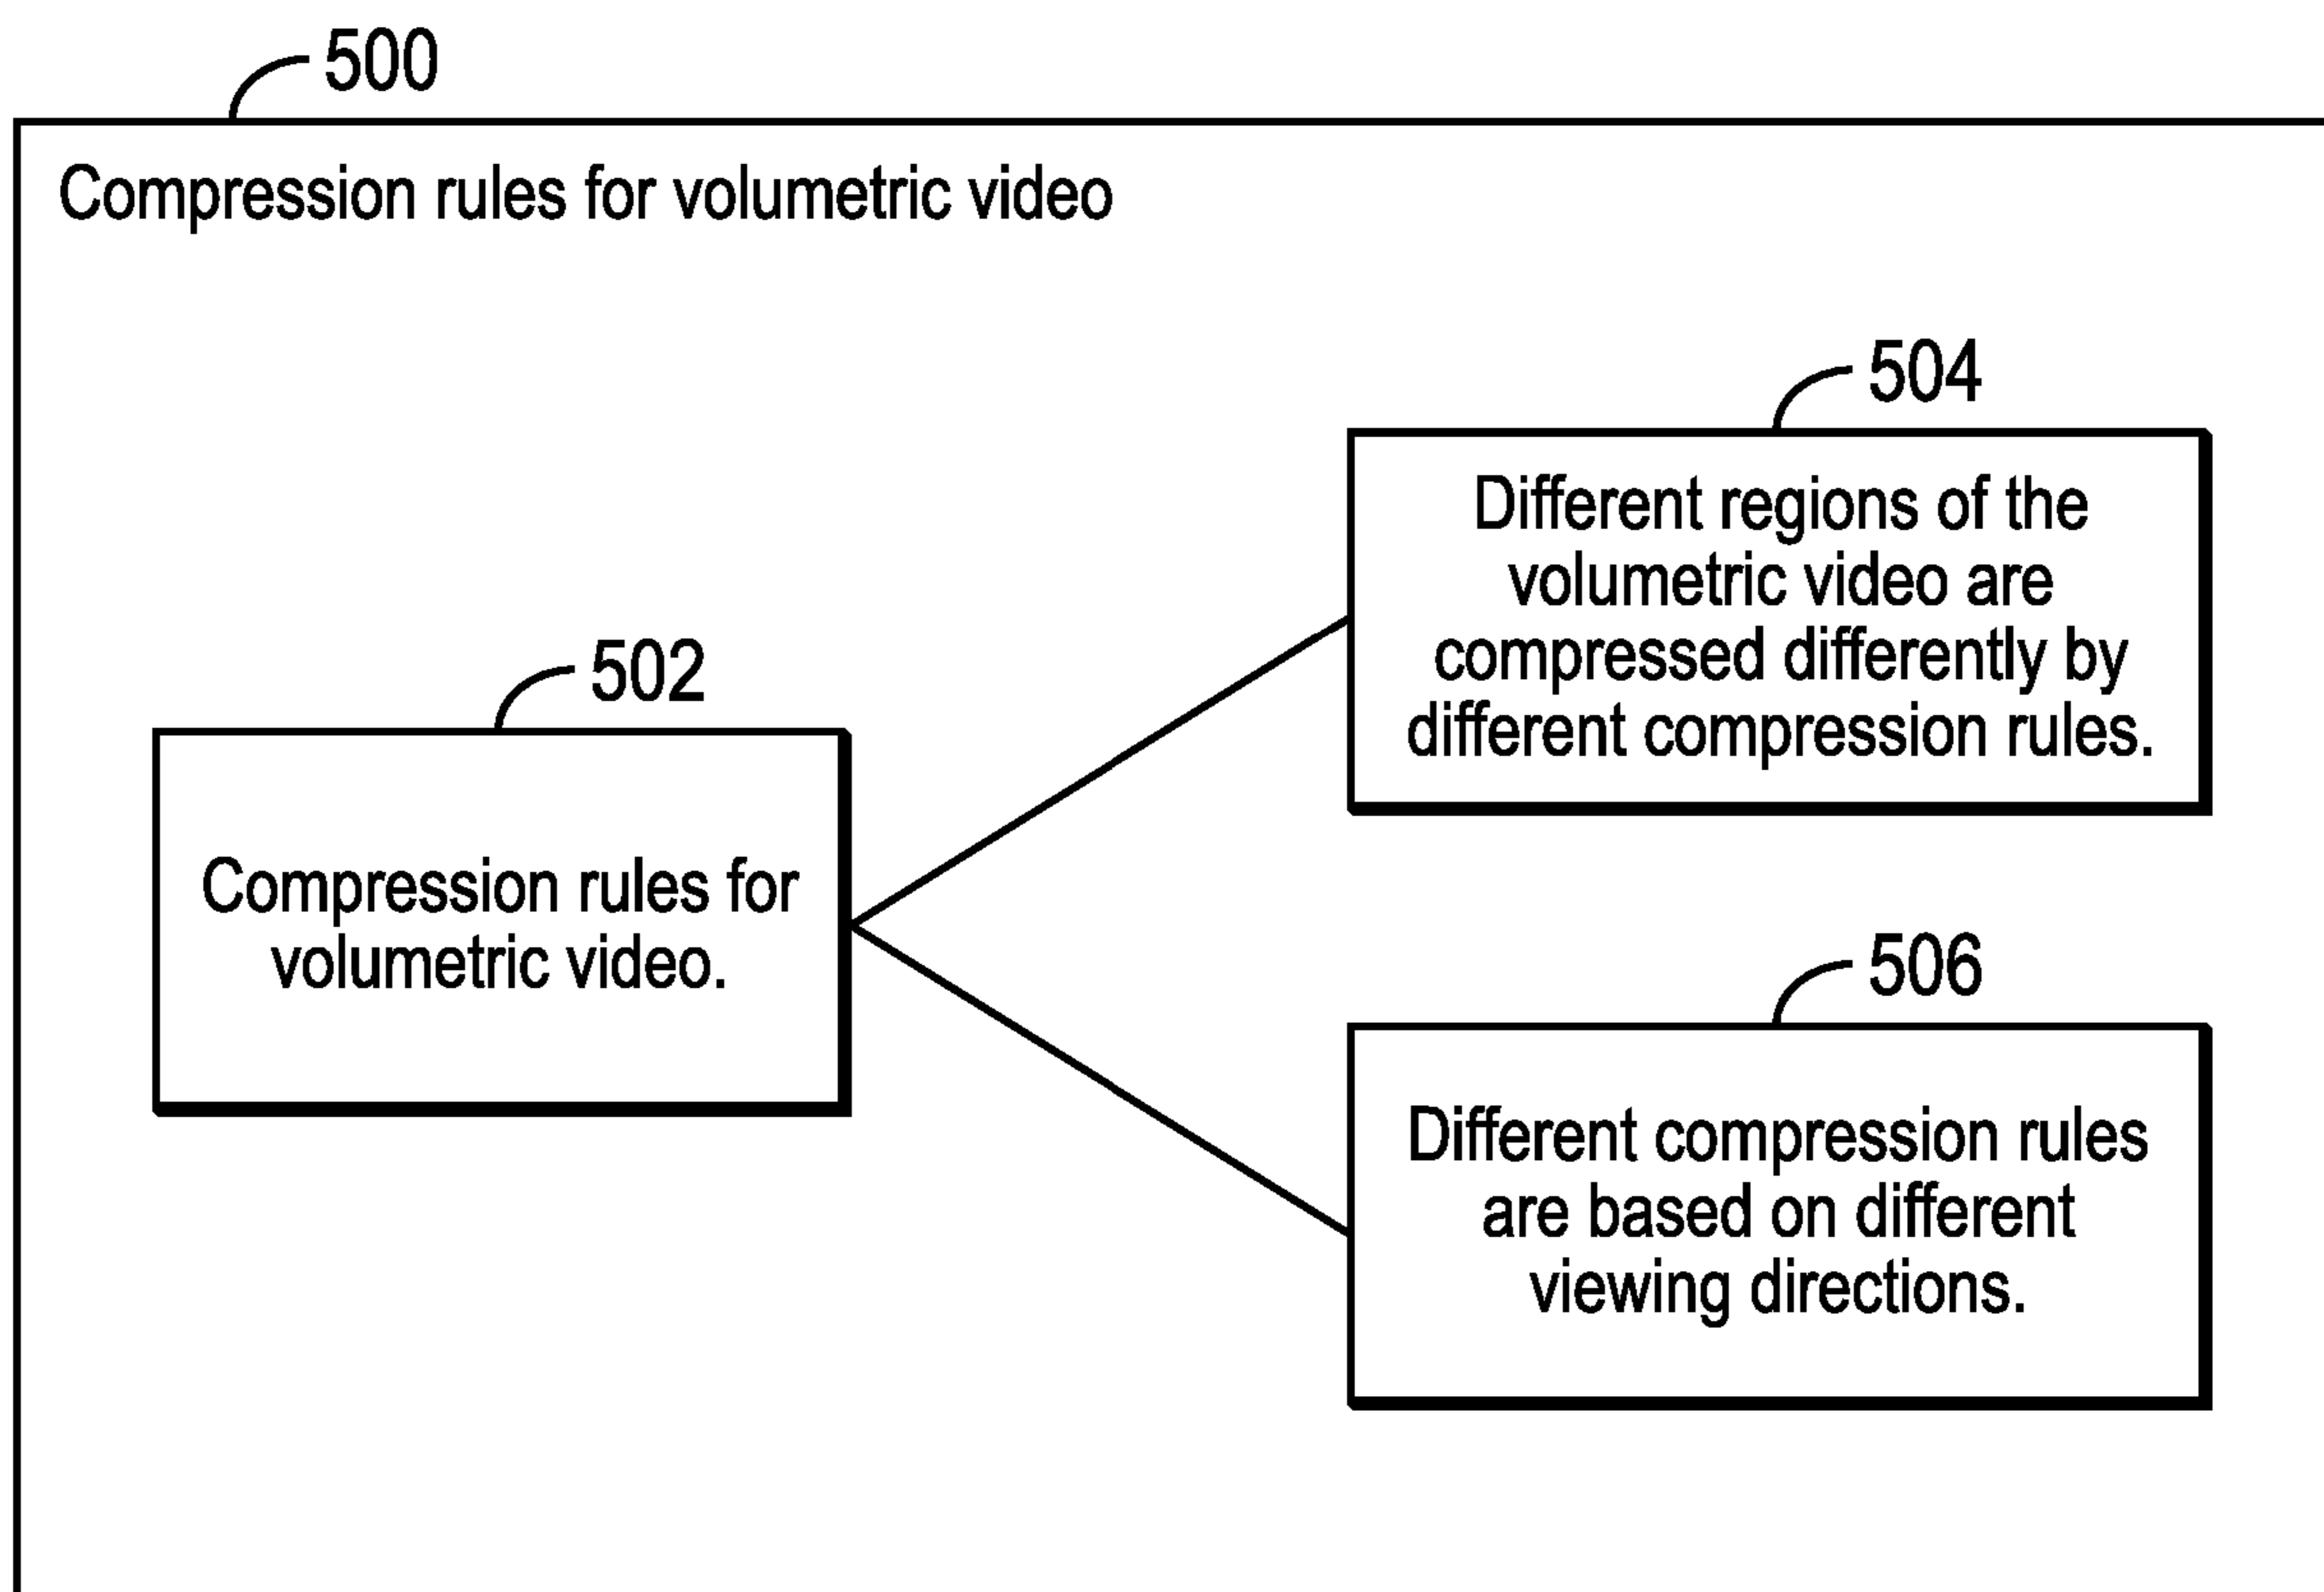 500
Compression rules for volumetric video
504
Different regions of the
volumetric video are
compressed differently by
different compression rules.
502
Compression rules for
volumetric video.
506
Different compression rules
are based on different
viewing directions.